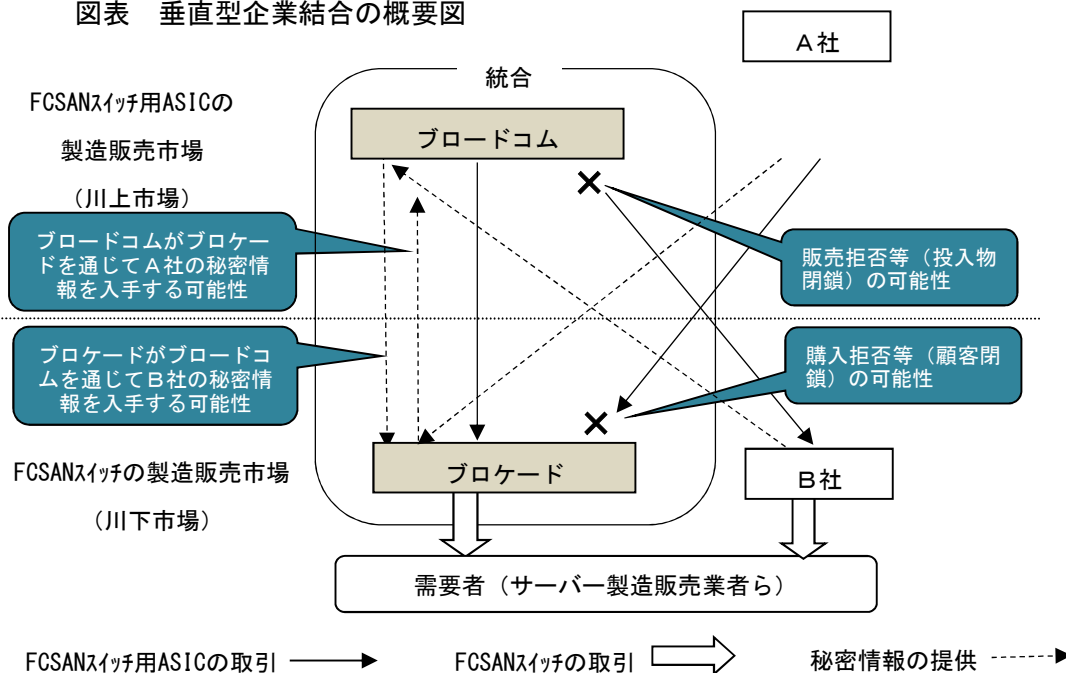 図表　垂直型企業結合の概要図
Ａ社
統合
FCSANｽｲｯﾁ用ASICの
製造販売市場
（川上市場）
ブロードコム
ブロードコムがブロケー
ドを通じてＡ社の秘密情
報を入手する可能性
販売拒否等（投入物
閉鎖）の可能性
ブロケードがブロードコ
ムを通じてＢ社の秘密情
報を入手する可能性
購入拒否等（顧客閉
鎖）の可能性
FCSANｽｲｯﾁの製造販売市場
（川下市場）
ブロケード
Ｂ社
需要者（サーバー製造販売業者ら）
FCSANｽｲｯﾁ用ASICの取引
FCSANｽｲｯﾁの取引
秘密情報の提供